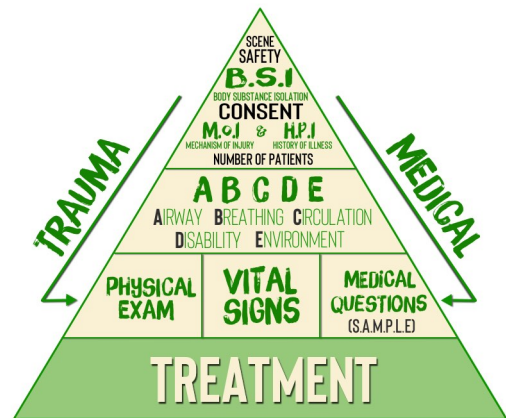 SCENE
SAFETY
B.S.I
BODY SUBSTANCE ISOLATION
CONSENT
M.O.I & H.P.I
MECHANISM OF INJURY HISTORY OF ILLNESS
NUMBER OF PATIENTS
TRAUMA
MEDICAL
A B C D E
AIRWAY BREATHING CIRCULATION
DISABILITY ENVIRONMENT
PHYSICAL
EXAM
VITAL
SIGNS
MEDICAL
QUESTIONS
(S.A.M.P.L.E)
TREATMENT